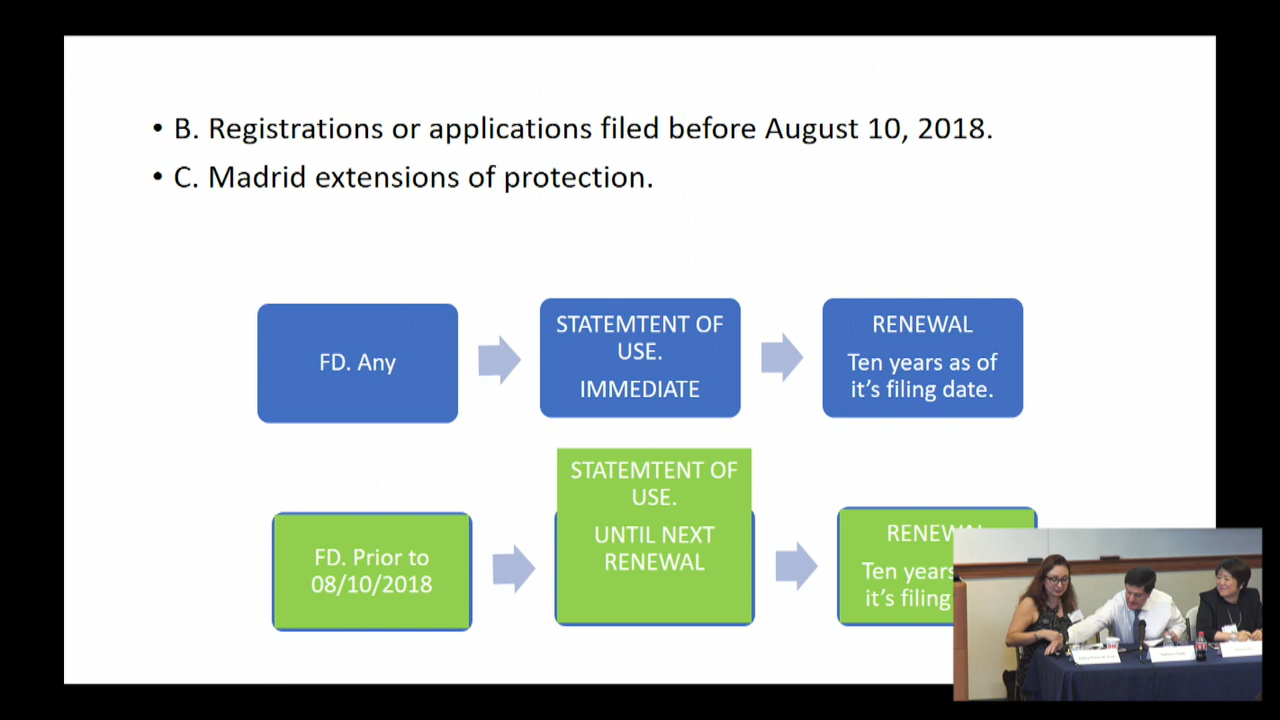 • B. Registrations or applications filed before August 10, 2018.
• C. Madrid extensions of protection.
FD. Any
STATEMTENT OF
USE.
IMMEDIATE
RENEWAL
Ten years as of
it's filing date.
FD. Prior to
08/10/2018
STATEMTENT OF
USE.
UNTIL NEXT
RENEWAL
RENEWAL
Ten years
it's filing